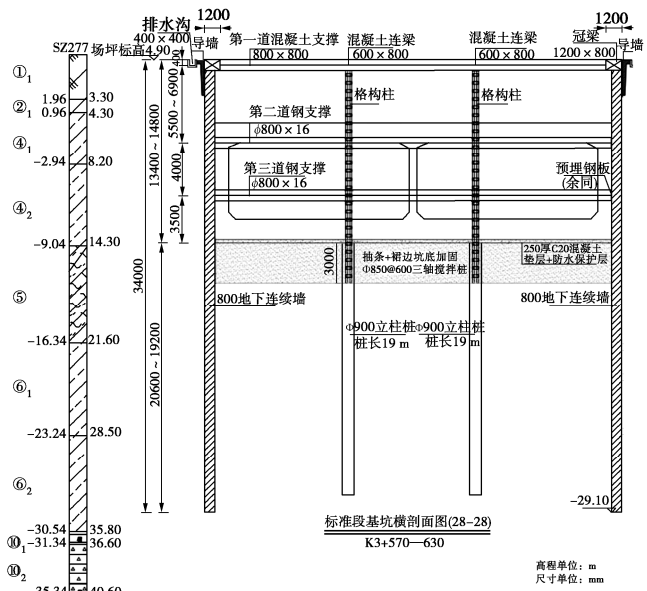 1200
1200
排水沟
400×400
导墙
第一道混凝土支撑
混凝土连梁
混凝土连梁
冠梁
导墙
SZ277
场坪标高4.90
400
800×800
600×800
600×800
1200×800
①1
1.96
3.30
②1
0.96
4.30
格构柱
格构柱
第二道钢支撑
ϕ800×16
④1
-2.94
8.20
5500～6900
13400～14800
4000
第三道钢支撑
ϕ800×16
预埋钢板
(余同)
④2
3500
-9.04
14.30
3000
抽条+裙边坑底加固
Φ850@600三轴搅拌桩
250厚C20混凝土
垫层+防水保护层
34000
⑤
800地下连续墙
800地下连续墙
-16.34
21.60
20600～19200
Φ900立柱桩
桩长19 m
Φ900立柱桩
桩长19 m
⑥1
-23.24
28.50
⑥2
-29.10
-30.54
35.80
标准段基坑横剖面图(28-28)
⑩1
-31.34
36.60
K3+570—630
⑩2
高程单位：m
尺寸单位：mm
-35.34
40.60